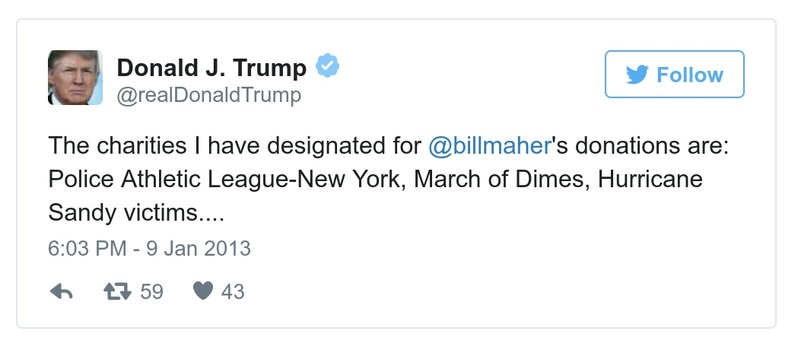 Donald J. Trump
@realDonaldTrump
Follow
The charities I have designated for @billmaher's donations are:
Police Athletic League-New York, March of Dimes, Hurricane
Sandy victims....
6:03 PM - 9 Jan 2013
59 43